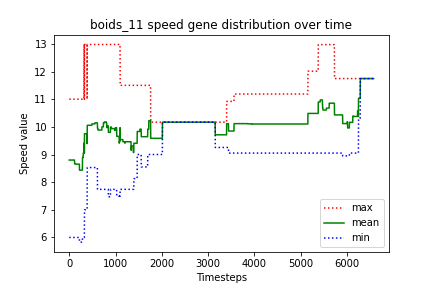 boids_11 speed gene distribution over time
Speed value
13
12
11
10
9
8
7
6
max
mean
min
0
1000
2000
3000
4000
5000
6000
Timesteps